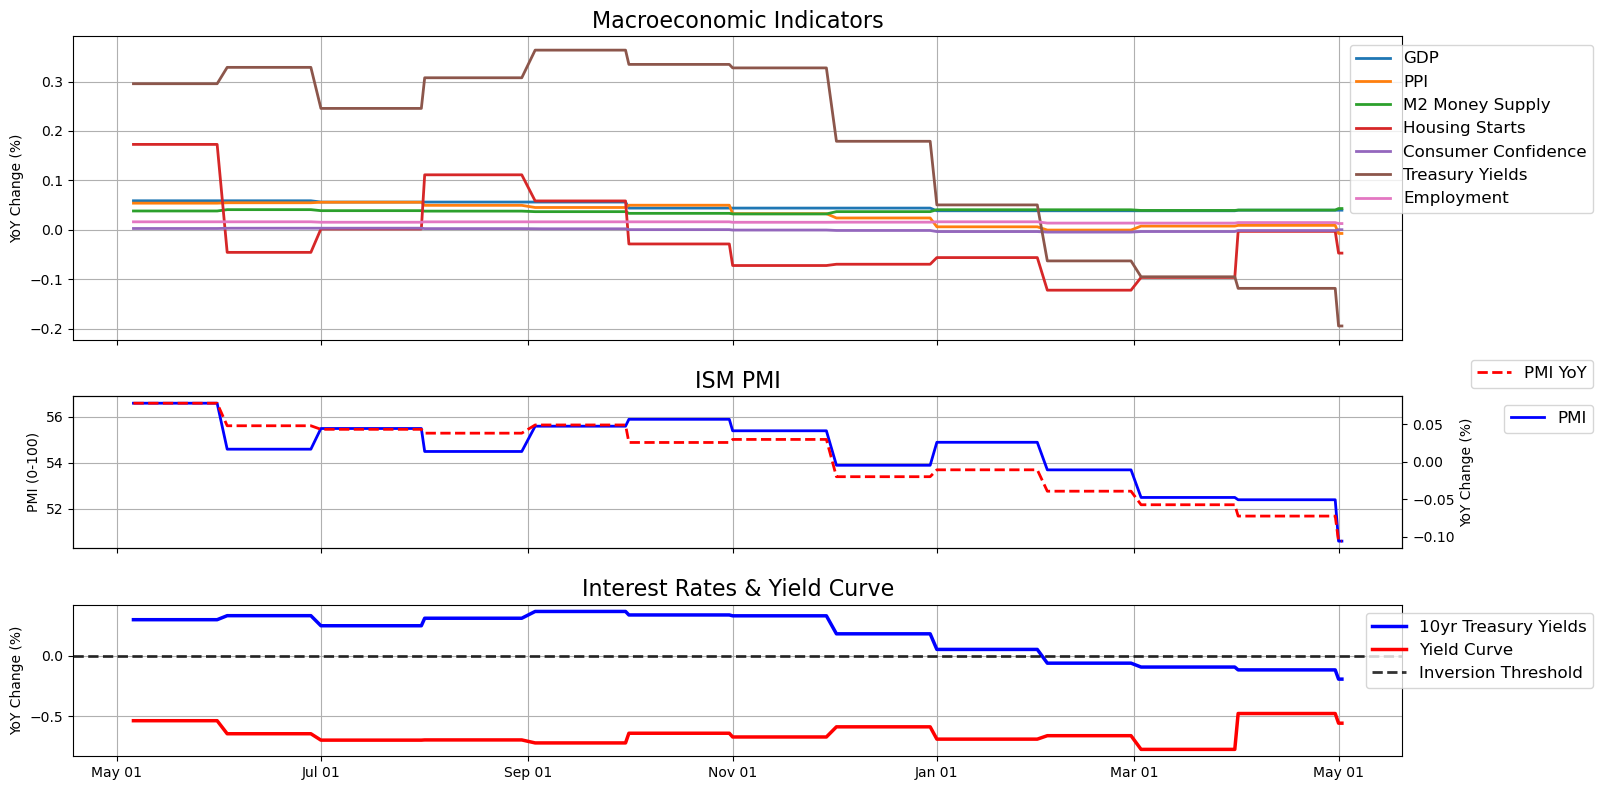 Macroeconomic Indicators
YoY Change (%)
0.3
0.2
0.1
0.0
−0.1
−0.2
GDP
PPI
M2 Money Supply
Housing Starts
Consumer Confidence
Treasury Yields
Employment
ISM PMI
PMI (0-100)
56
54
52
0.05
0.00
−0.05
−0.10
YoY Change (%)
PMI YoY
PMI
Interest Rates & Yield Curve
YoY Change (%)
0.0
−0.5
10yr Treasury Yields
Yield Curve
Inversion Threshold
May 01
Jul 01
Sep 01
Nov 01
Jan 01
Mar 01
May 01